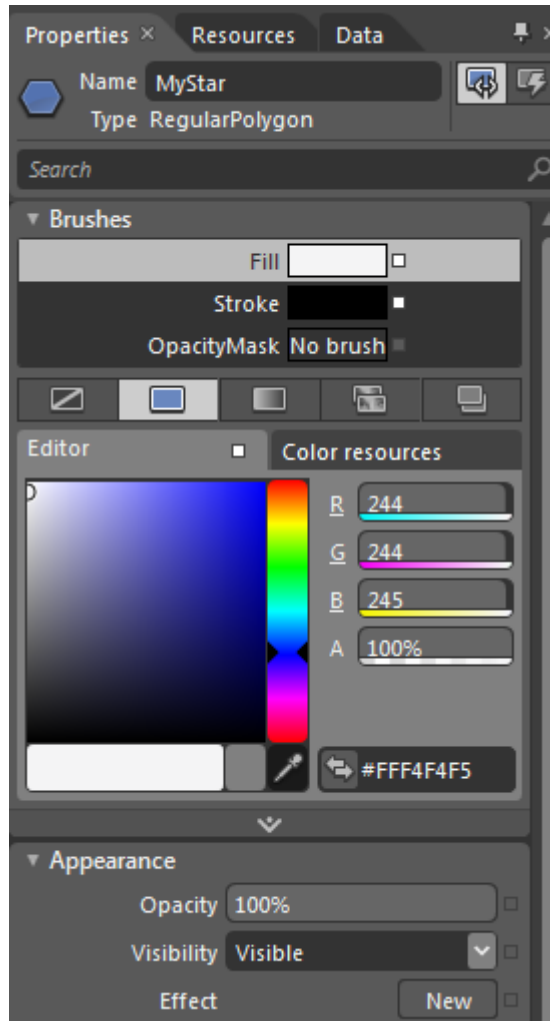 Properties × Resources Data
Name MyStar
Type RegularPolygon
Search
Brushes
Fill
Stroke
OpacityMask No brush
Editor Color resources
R 244
G 244
B 245
A 100%
#FFF4F4F5
Appearance
Opacity 100%
Visibility Visible
Effect New